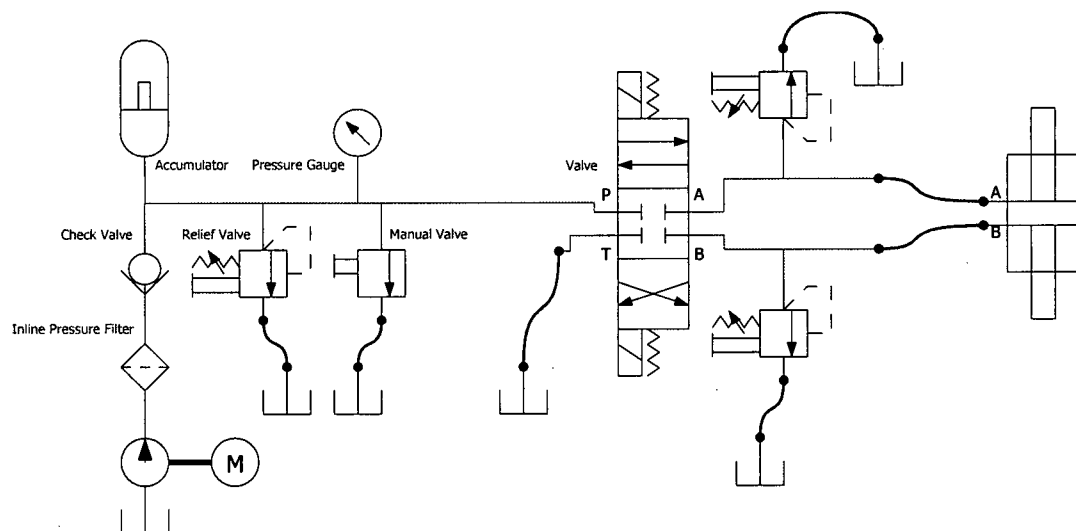 Accumulator
Pressure Gauge
Valve
P
A
A
Check Valve
Relief Valve
Manual Valve
B
T
B
Inline Pressure Filter
M